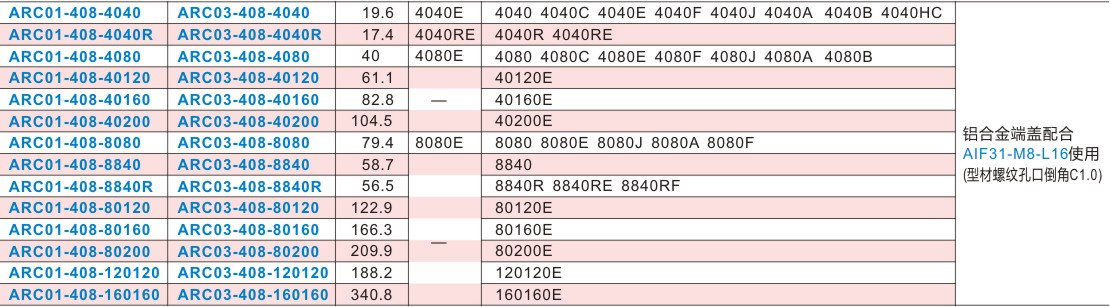 ARC01-408-4040 ARC03-408-4040 19.6 4040E 4040 4040C 4040E 4040F 4040J 4040A 4040B 4040HC
ARC01-408-4040R ARC03-408-4040R 17.4 4040RE 4040R 4040RE
ARC01-408-4080 ARC03-408-4080 40 4080E 4080 4080C 4080E 4080F 4080J 4080A 4080B
ARC01-408-40120 ARC03-408-40120 61.1 40120E
ARC01-408-40160 ARC03-408-40160 82.8 — 40160E
ARC01-408-40200 ARC03-408-40200 104.5 40200E
ARC01-408-8080 ARC03-408-8080 79.4 8080E 8080 8080E 8080J 8080A 8080F
ARC01-408-8840 ARC03-408-8840 58.7 8840
ARC01-408-8840R ARC03-408-8840R 56.5 8840R 8840RE 8840RF
ARC01-408-80120 ARC03-408-80120 122.9 80120E
ARC01-408-80160 ARC03-408-80160 166.3 — 80160E
ARC01-408-80200 ARC03-408-80200 209.9 80200E
ARC01-408-120120 ARC03-408-120120 188.2 120120E
ARC01-408-160160 ARC03-408-160160 340.8 160160E
铝合金端盖配合
AIF31-M8-L16使用
(型材螺纹孔口倒角C1.0)